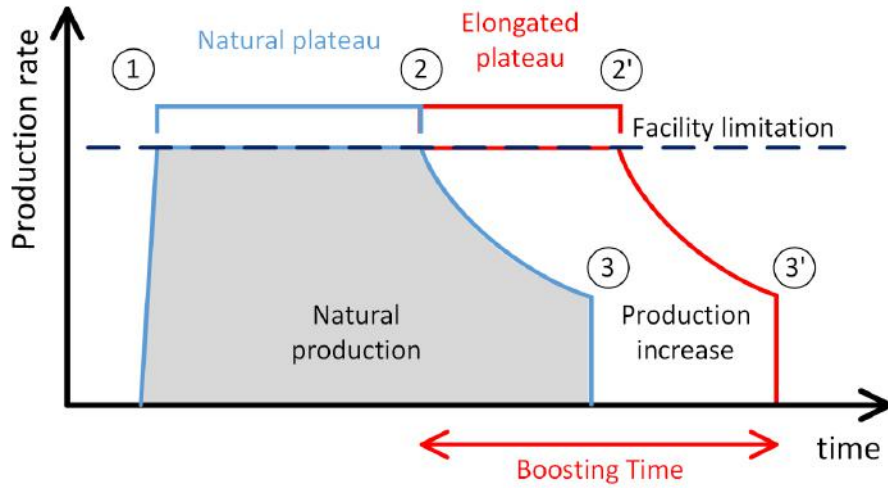 Production rate
Natural plateau
Elongated
plateau
1
2
2'
Facility limitation
3
3'
Natural
production
Production
increase
time
Boosting Time